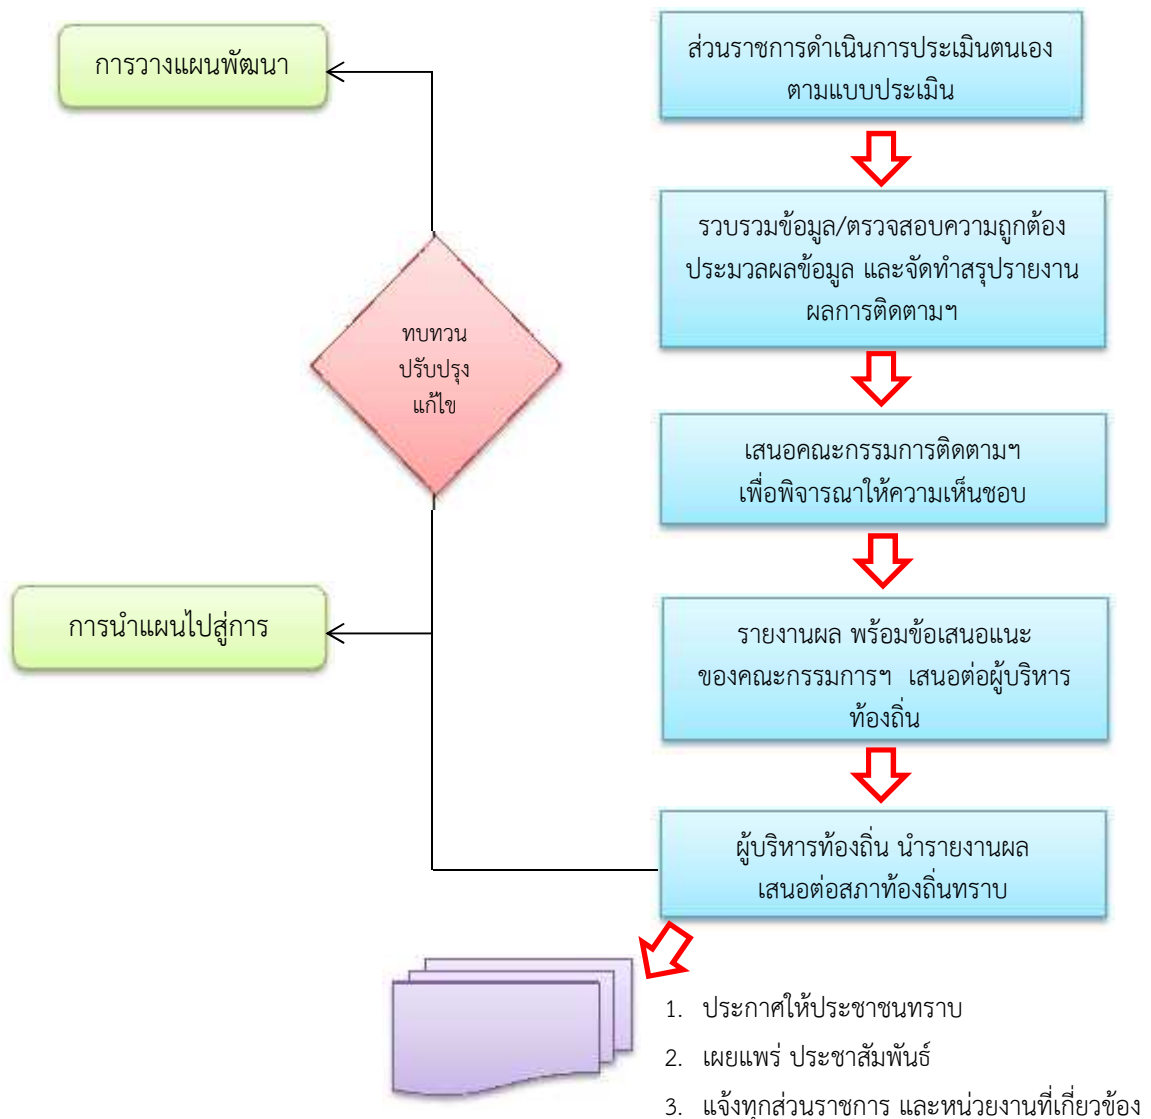 การวางแผนพัฒนา
ส่วนราชการดำเนินการประเมินตนเอง
ตามแบบประเมิน
รวบรวมข้อมูล/ตรวจสอบความถูกต้อง
ประมวลผลข้อมูล และจัดทำสรุปรายงาน
ผลการติดตามฯ
ทบทวน
ปรับปรุง
แก้ไข
เสนอคณะกรรมการติดตามฯ
เพื่อพิจารณาให้ความเห็นชอบ
การนำแผนไปสู่การ
รายงานผล พร้อมข้อเสนอแนะ
ของคณะกรรมการฯ เสนอต่อผู้บริหาร
ท้องถิ่น
ผู้บริหารท้องถิ่น นำรายงานผล
เสนอต่อสภาท้องถิ่นทราบ
1. ประกาศให้ประชาชนทราบ
2. เผยแพร่ ประชาสัมพันธ์
3. แจ้งทุกส่วนราชการ และหน่วยงานที่เกี่ยวข้อง